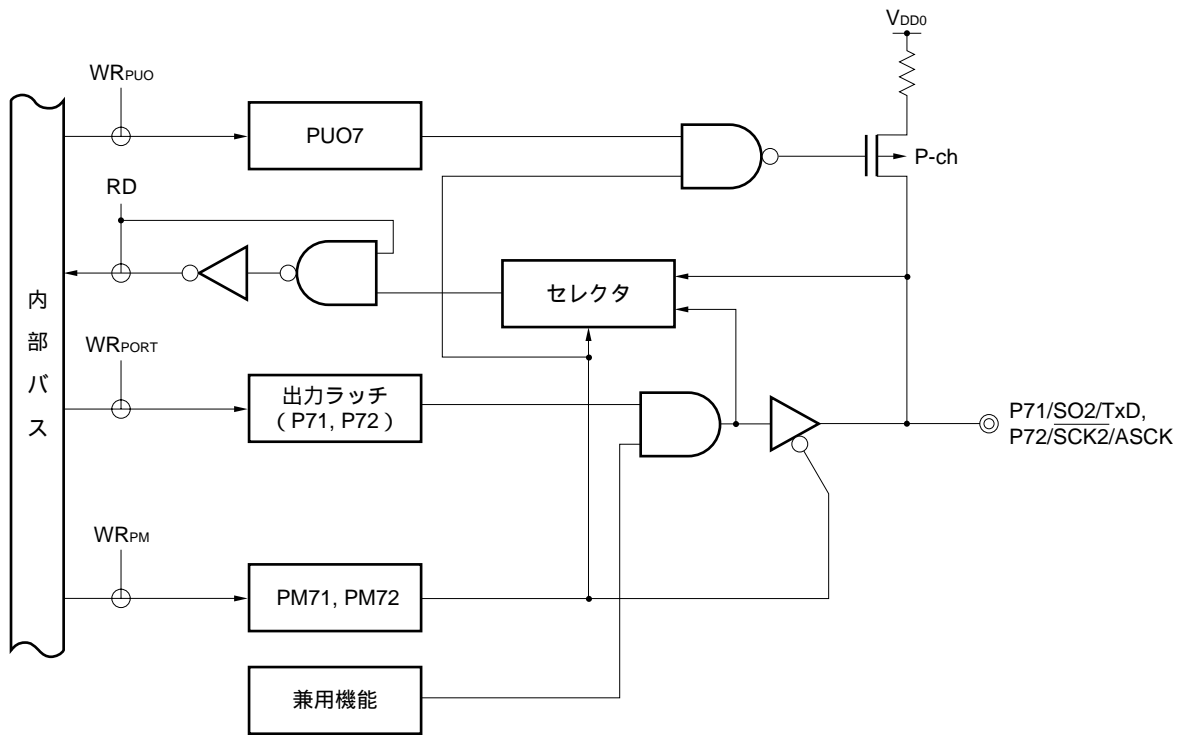 VDD0
WRPUO
PUO7
P-ch
RD
セレクタ
内部バス
WRPORT
出力ラッチ
(P71, P72)
P71/SO2/TxD,
P72/SCK2/ASCK
WRPM
PM71, PM72
兼用機能